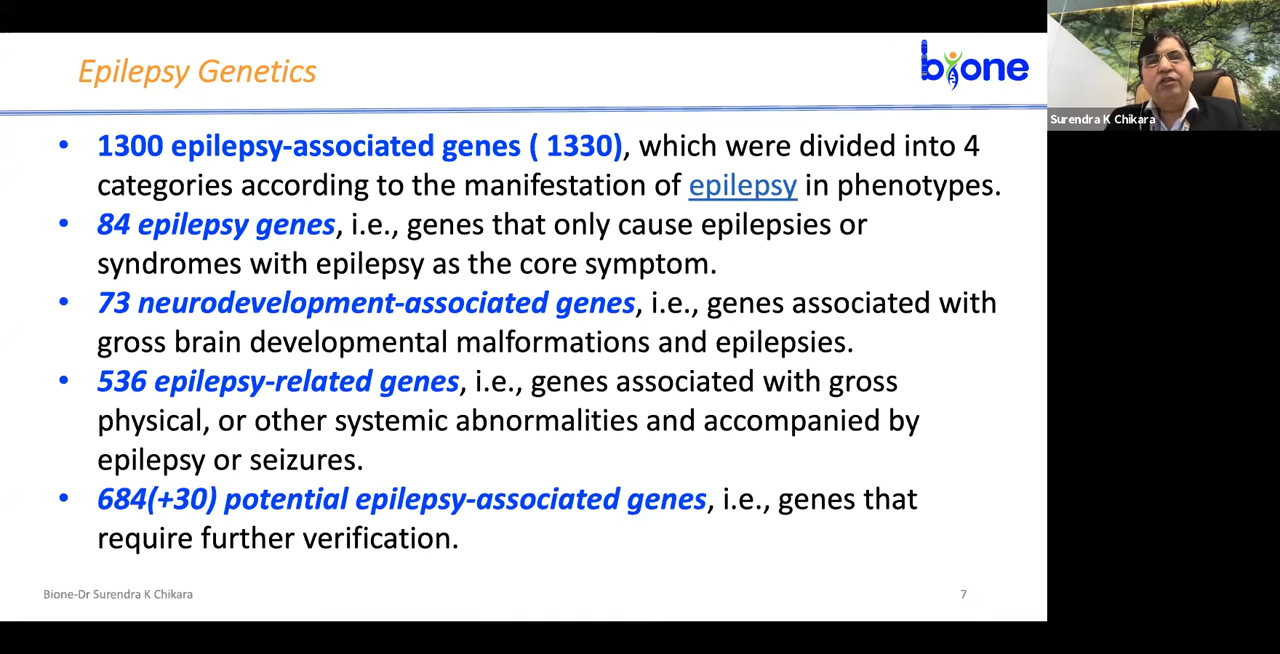 Epilepsy Genetics
bione
Surendra K Chikara
• 1300 epilepsy-associated genes ( 1330), which were divided into 4
categories according to the manifestation of epilepsy in phenotypes.
• 84 epilepsy genes, i.e., genes that only cause epilepsies or
syndromes with epilepsy as the core symptom.
• 73 neurodevelopment-associated genes, i.e., genes associated with
gross brain developmental malformations and epilepsies.
• 536 epilepsy-related genes, i.e., genes associated with gross
physical, or other systemic abnormalities and accompanied by
epilepsy or seizures.
• 684(+30) potential epilepsy-associated genes, i.e., genes that
require further verification.
Bione-Dr Surendra K Chikara
7